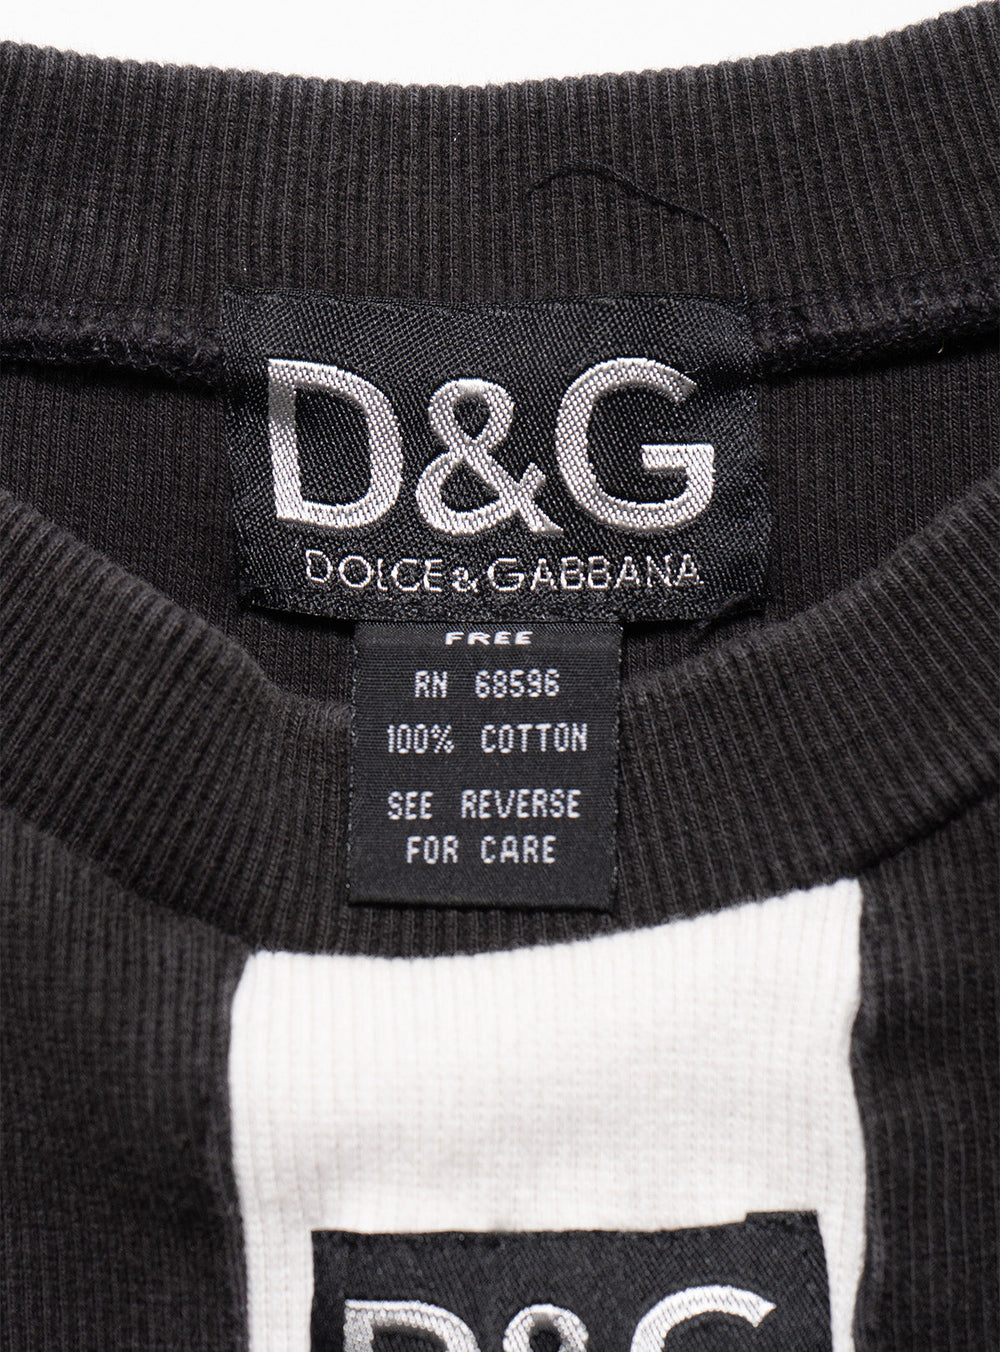 D&G
DOLCE & GABBANA
FREE
RN 68596
100% COTTON
SEE REVERSE
FOR CARE
D&G